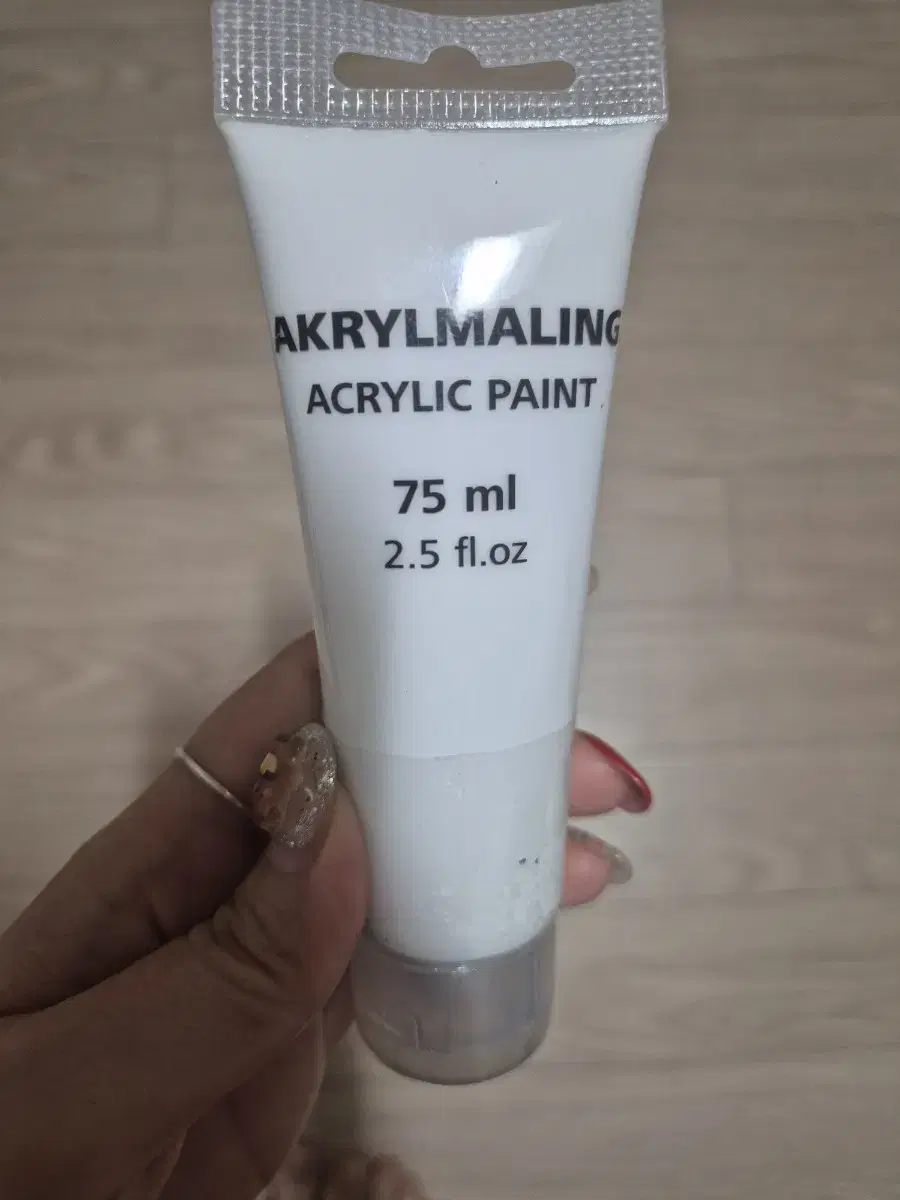 AKRYLMALING
ACRYLIC PAINT
75 ml
2.5 fl.oz